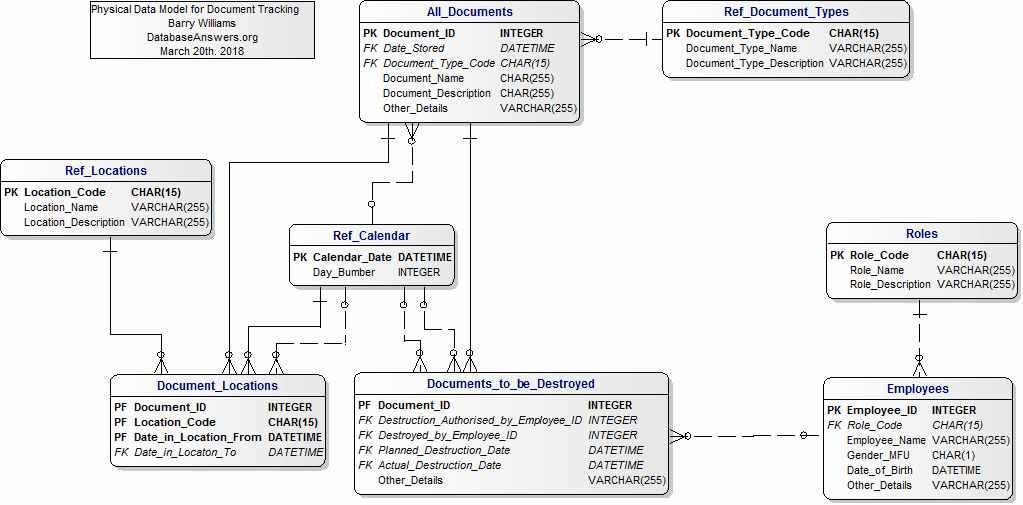 Physical Data Model for Document Tracking
Barry Williams
DatabaseAnswers.org
March 20th. 2018
All_Documents
PK Document_ID INTEGER
FK Date_Stored DATETIME
FK Document_Type_Code CHAR(15)
Document_Name CHAR(255)
Document_Description CHAR(255)
Other_Details VARCHAR(255)
Ref_Document_Types
PK Document_Type_Code CHAR(15)
Document_Type_Name VARCHAR(255)
Document_Type_Description VARCHAR(255)
Ref_Locations
PK Location_Code CHAR(15)
Location_Name VARCHAR(255)
Location_Description VARCHAR(255)
Ref_Calendar
PK Calendar_Date DATETIME
Day_Bumber INTEGER
Roles
PK Role_Code CHAR(15)
Role_Name VARCHAR(255)
Role_Description VARCHAR(255)
Document_Locations
PF Document_ID INTEGER
PF Location_Code CHAR(15)
PF Date_in_Location_From DATETIME
FK Date_in_Locaton_To DATETIME
Documents_to_be_Destroyed
PF Document_ID INTEGER
FK Destruction_Authorised_by_Employee_ID INTEGER
FK Destroyed_by_Employee_ID INTEGER
FK Planned_Destruction_Date DATETIME
FK Actual_Destruction_Date DATETIME
Other_Details VARCHAR(255)
Employees
PK Employee_ID INTEGER
FK Role_Code CHAR(15)
Employee_Name VARCHAR(255)
Gender_MFU CHAR(1)
Date_of_Birth DATETIME
Other_Details VARCHAR(255)